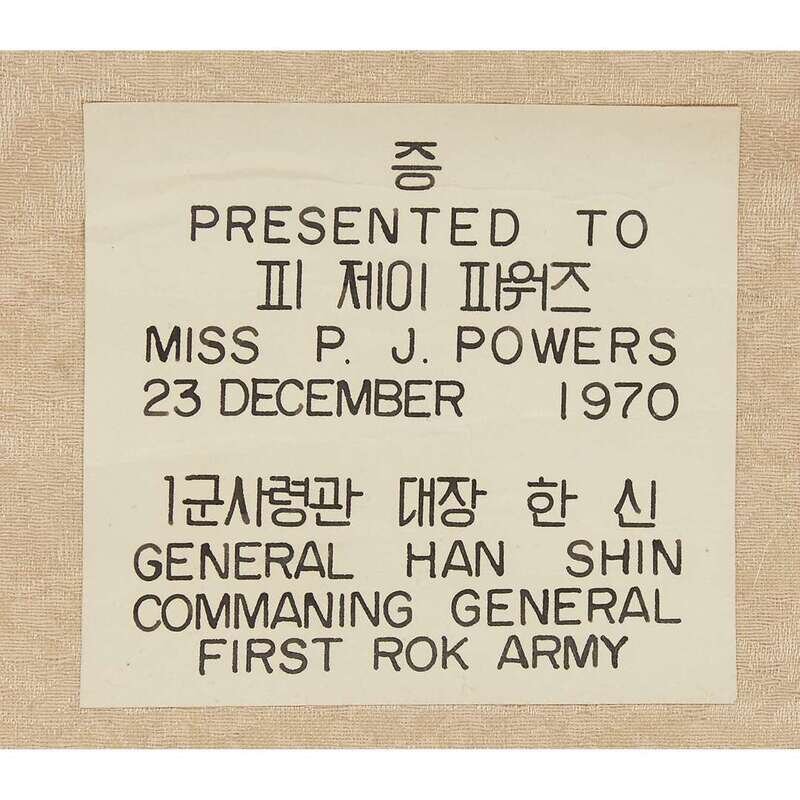 증
PRESENTED TO
피 제이 파워즈
MISS P. J. POWERS
23 DECEMBER 1970
1군사령관 대장 한 신
GENERAL HAN SHIN
COMMANING GENERAL
FIRST ROK ARMY